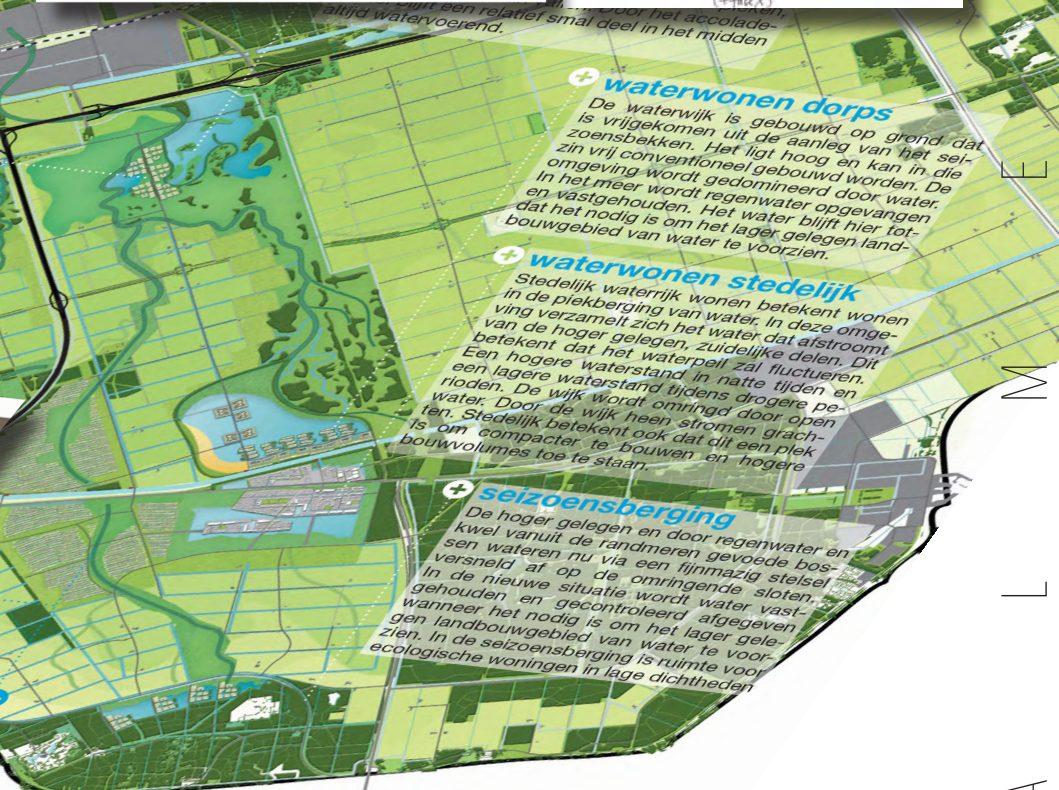 Blijft een relatief smal deel in het midden
altijd watervoerend.
waterwonen dorps
De waterwijk is gebouwd op grond dat
is vrijgekomen uit de aanleg van het sei-
zoensbekken. Het ligt hoog en kan in die
zin vrij conventioneel gebouwd worden. De
omgeving wordt gedomineerd door water.
In het meer wordt regenwater opgevangen
en vastgehouden. Het water blijft hier tot-
dat het nodig is om het lager gelegen land-
bouwgebied van water te voorzien.
waterwonen stedelijk
Stedelijk waterrijk wonen betekent wonen
in de piekberging van water. In deze omge-
ving verzamelt zich het water dat afstroomt
van de hoger gelegen, zuidelijke delen. Dit
betekent dat het waterpeil zal fluctueren.
Een hogere waterstand in natte tijden en
een lagere waterstand tijdens drogere pe-
rioden. De wijk wordt omringd door open
water. Door de wijk heen stromen grach-
ten. Stedelijk betekent ook dat dit een plek
is om compacter te bouwen en hogere
bouwvolumes toe te staan.
seizoensberging
De hoger gelegen en door regenwater en
kwel vanuit de randmeren gevoede bos-
sen wateren nu via een fijnmazig stelsel
versneld af op de omringende sloten.
In de nieuwe situatie wordt water vast-
gehouden en gecontroleerd afgegeven
wanneer het nodig is om het lager gele-
gen landbouwgebied van water te voor-
zien. In de seizoensberging is ruimte voor
ecologische woningen in lage dichtheden
E
M
L